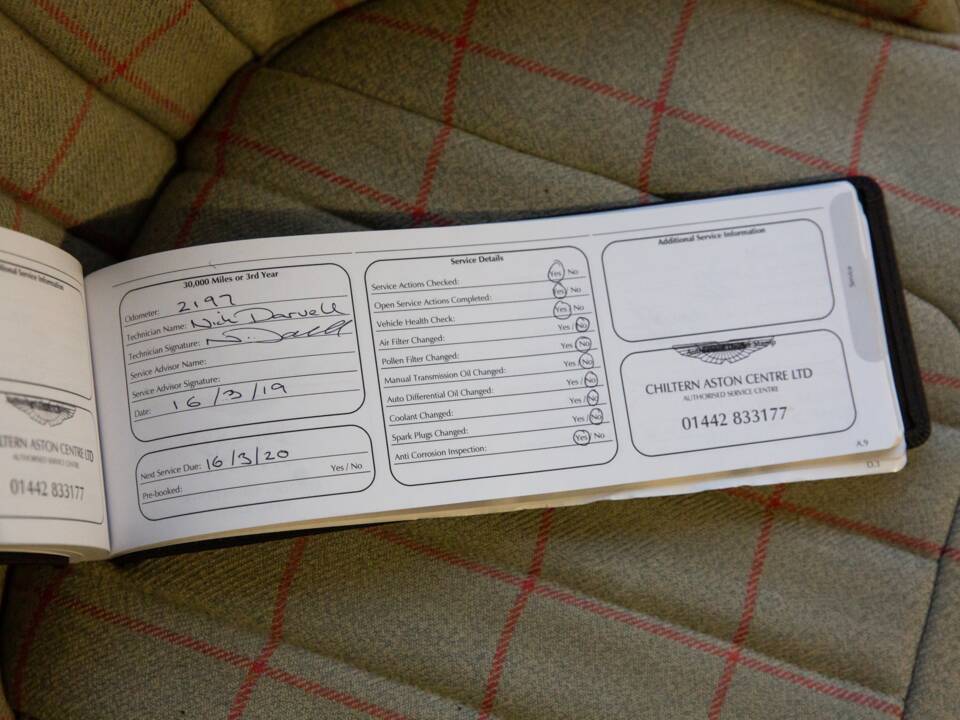 tional Service Information
CHILTERN ASTON CENTRE LTD
AUTHORISED SERVICE CENTRE
01442 833177
30,000 Miles or 3rd Year
Odometer: 2197
Technician Name: Nick Darvell
Technician Signature: N. Darvell
Service Advisor Name:
Service Advisor Signature:
Date: 16/3/19
Next Service Due: 16/3/20
Pre-booked: Yes / No
Service Details
Service Actions Checked: Yes / No
Open Service Actions Completed: Yes / No
Vehicle Health Check: Yes / No
Air Filter Changed: Yes / No
Pollen Filter Changed: Yes / No
Manual Transmission Oil Changed: Yes / No
Auto Differential Oil Changed: Yes / No
Coolant Changed: Yes / No
Spark Plugs Changed: Yes / No
Anti Corrosion Inspection: Yes / No
Additional Service Information
CHILTERN ASTON CENTRE LTD
AUTHORISED SERVICE CENTRE
01442 833177
A.9
D.3
Service